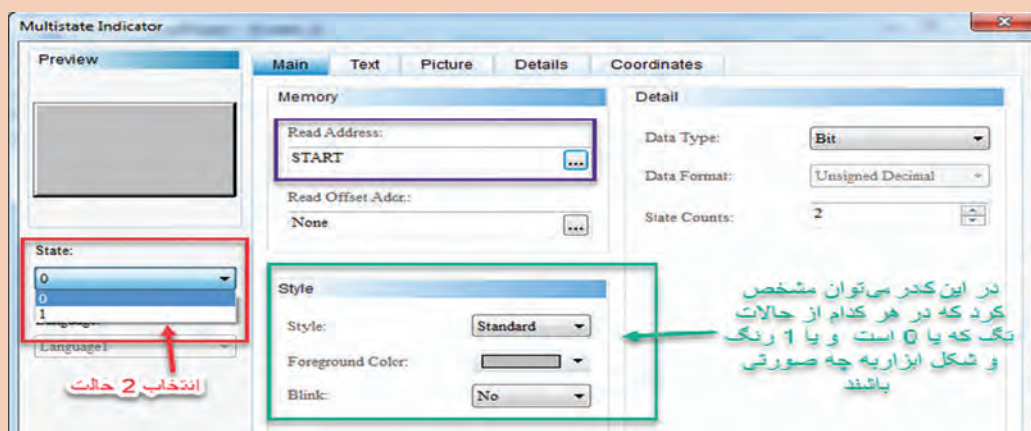 Multistate Indicator
Preview
Main Text Picture Details Coordinates
Memory
Read Address:
START
...
Read Offset Addr.:
None
...
Detail
Data Type: Bit
Data Format: Unsigned Decimal
State Counts: 2
State:
0
0
1
Language:
Language1
انتخاب 2 حالت
Style
Style: Standard
Foreground Color:
Blink: No
در این کادر می‌توان مشخص
کرد که در هر کدام از حالات
تگ که یا 0 است و یا 1 رنگ
و شکل ابزاربه چه صورتی
باشند